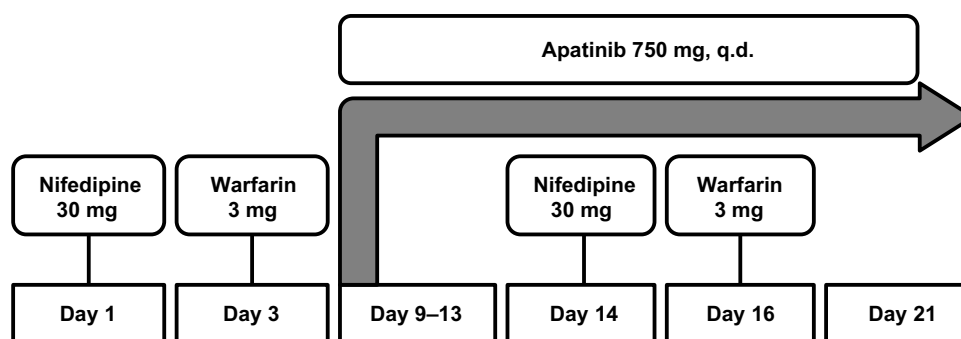 Apatinib 750 mg, q.d.
Nifedipine
30 mg
Warfarin
3 mg
Nifedipine
30 mg
Warfarin
3 mg
Day 1
Day 3
Day 9–13
Day 14
Day 16
Day 21